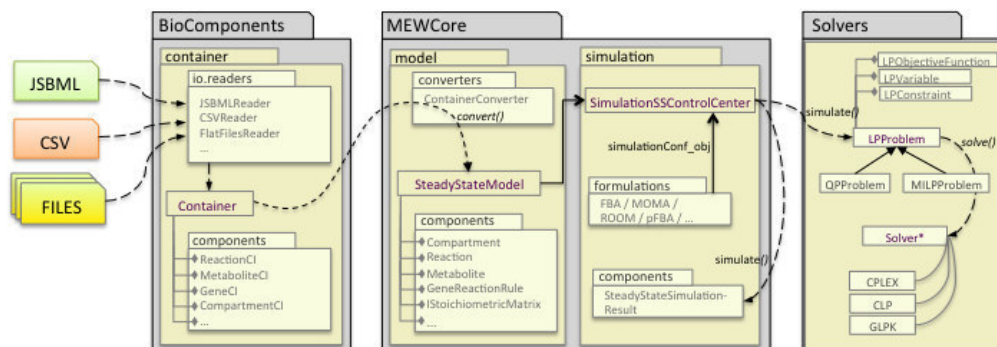 BioComponents
MEWCore
Solvers
JSBML
CSV
FILES
container
io.readers
JSBMLReader
CSVReader
FlatFilesReader
...
Container
components
ReactionCI
MetaboliteCI
GeneCI
CompartmentCI
...
model
converters
ContainerConverter
convert()
SteadyStateModel
components
Compartment
Reaction
Metabolite
GeneReactionRule
IStoichiometricMatrix
...
simulation
SimulationSSControlCenter
simulationConf_obj
formulations
FBA / MOMA /
ROOM / pFBA / ...
simulate()
components
SteadyStateSimulation-
Result
LPObjectiveFunction
LPVariable
LPConstraint
simulate()
LPProblem
solve()
QPProblem
MILPProblem
Solver*
CPLEX
CLP
GLPK